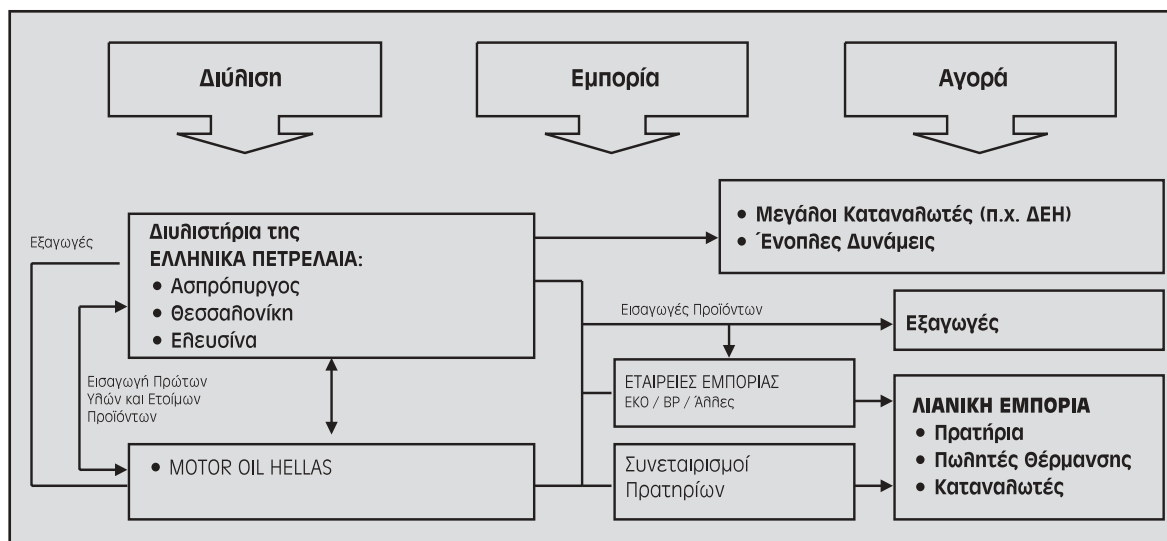 Διύλιση
Εμπορία
Αγορά
Εξαγωγές
Διυλιστήρια της
ΕΛΛΗΝΙΚΑ ΠΕΤΡΕΛΑΙΑ:
• Ασπρόπυργος
• Θεσσαλονίκη
• Ελευσίνα
• Μεγάλοι Καταναλωτές (π.χ. ΔΕΗ)
• Ένοπλες Δυνάμεις
Εισαγωγές Προϊόντων
Εξαγωγές
Εισαγωγή Πρώτων
Υλών και Ετοίμων
Προϊόντων
ΕΤΑΙΡΕΙΕΣ ΕΜΠΟΡΙΑΣ
ΕΚΟ / BP / Άλλες
ΛΙΑΝΙΚΗ ΕΜΠΟΡΙΑ
• Πρατήρια
• Πωλητές Θέρμανσης
• Καταναλωτές
• MOTOR OIL HELLAS
Συνεταιρισμοί
Πρατηρίων